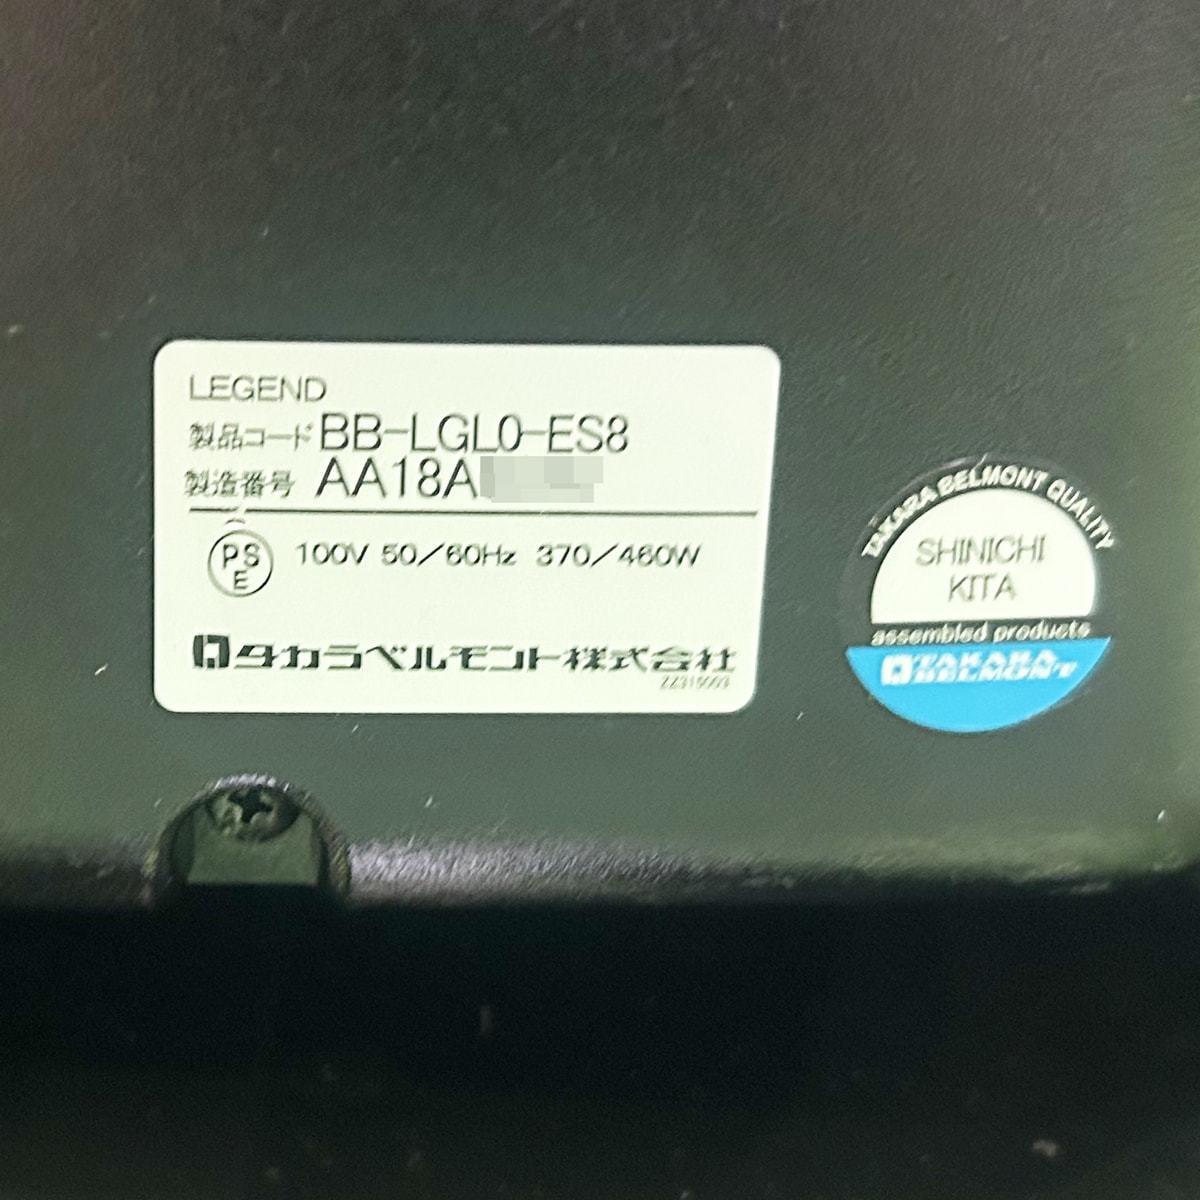 LEGEND
製品コード BB-LGL0-ES8
製造番号 AA18A
PS
E
100V 50/60Hz 370/460W
タカラベルモント株式会社
ZZ315003
TAKARA BELMONT QUALITY
SHINICHI
KITA
assembled products
TAKARA
BELMONT